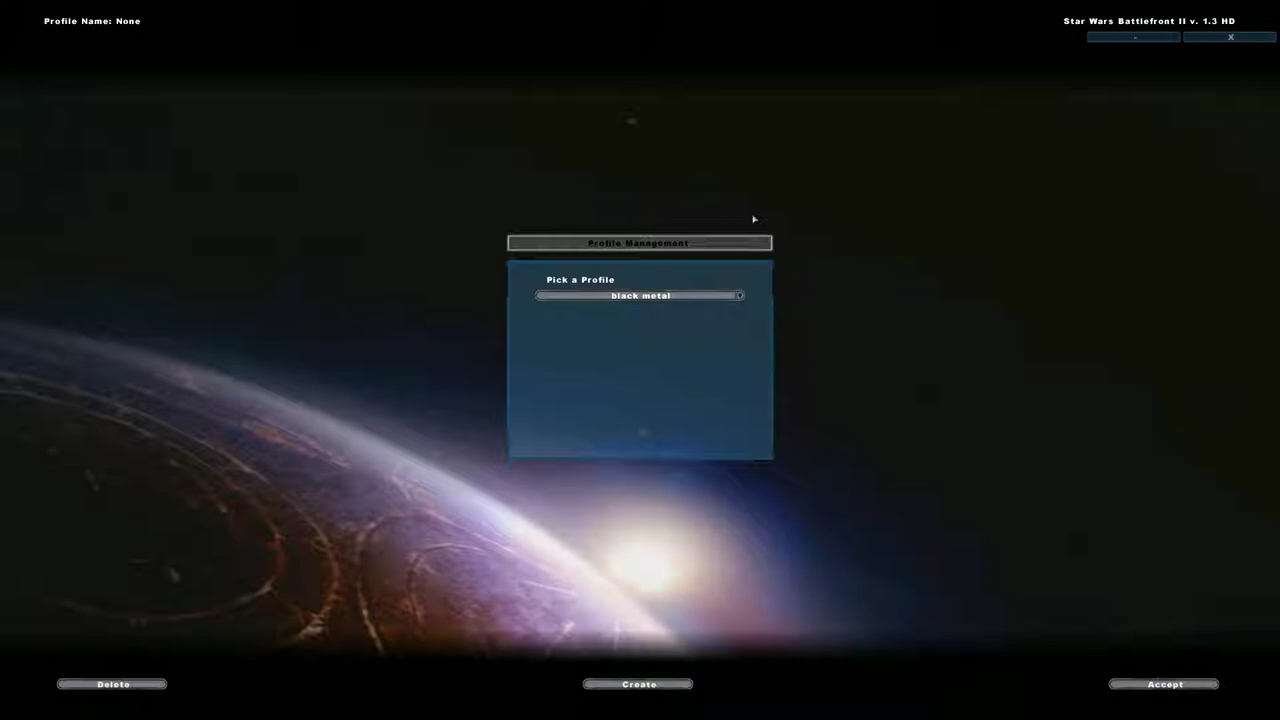 Profile Name: None
Star Wars Battlefront II v. 1.3 HD
- X
Profile Management
Pick a Profile
black metal
Delete
Create
Accept